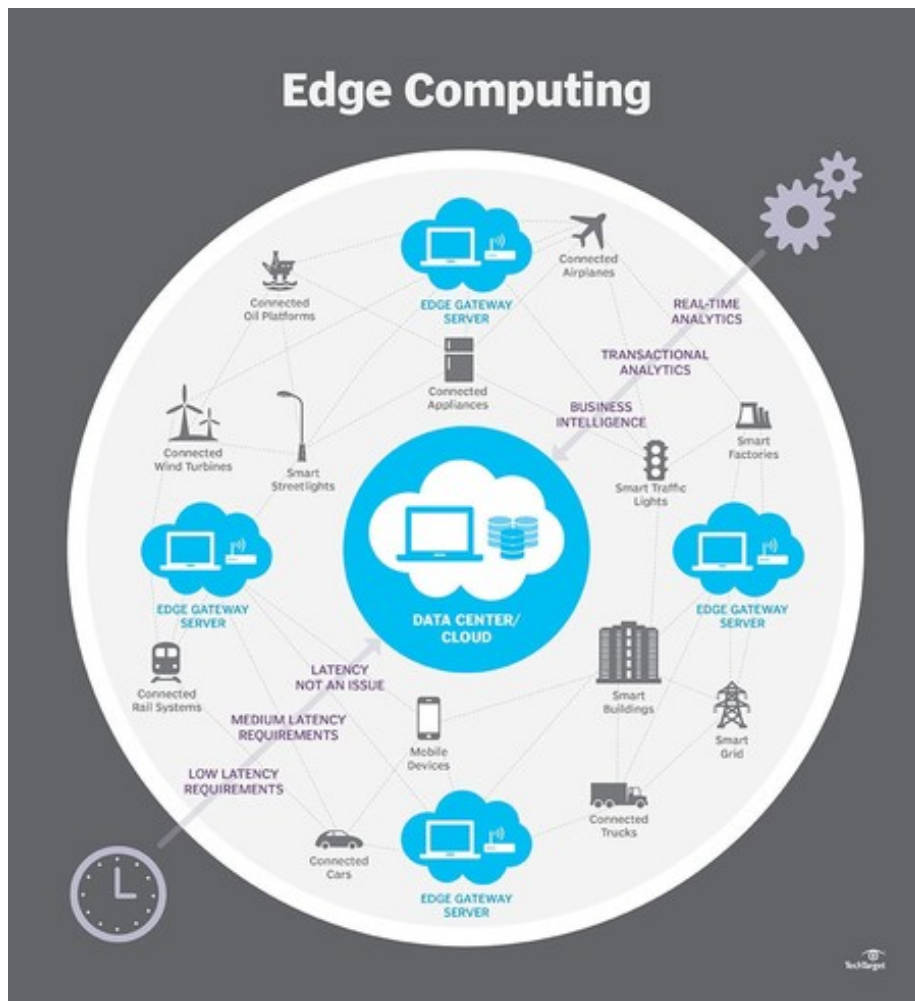 Edge Computing
Connected
Airplanes
Connected
Oil Platforms
EDGE GATEWAY
SERVER
REAL-TIME
ANALYTICS
TRANSACTIONAL
ANALYTICS
Connected
Appliances
BUSINESS
INTELLIGENCE
Connected
Wind Turbines
Smart
Streetlights
Smart Traffic
Lights
Smart
Factories
EDGE GATEWAY
SERVER
DATA CENTER/
CLOUD
EDGE GATEWAY
SERVER
LATENCY
NOT AN ISSUE
Connected
Rail Systems
Smart
Buildings
MEDIUM LATENCY
REQUIREMENTS
Mobile
Devices
Smart
Grid
LOW LATENCY
REQUIREMENTS
Connected
Trucks
Connected
Cars
EDGE GATEWAY
SERVER
TechTarget